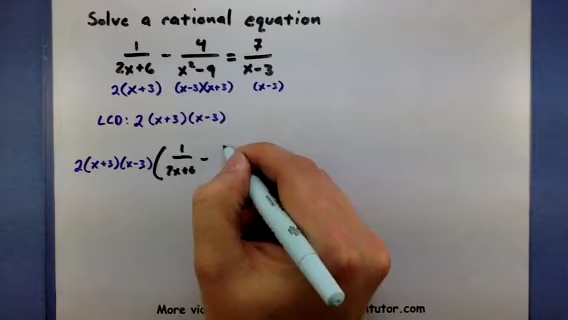 Solve a rational equation
1/(2x+6) - 4/(x²-9) = 7/(x-3)
2(x+3) (x-3)(x+3) (x-3)
LCD: 2(x+3)(x-3)
2(x+3)(x-3)( 1/(2x+6) -
More tutor.com